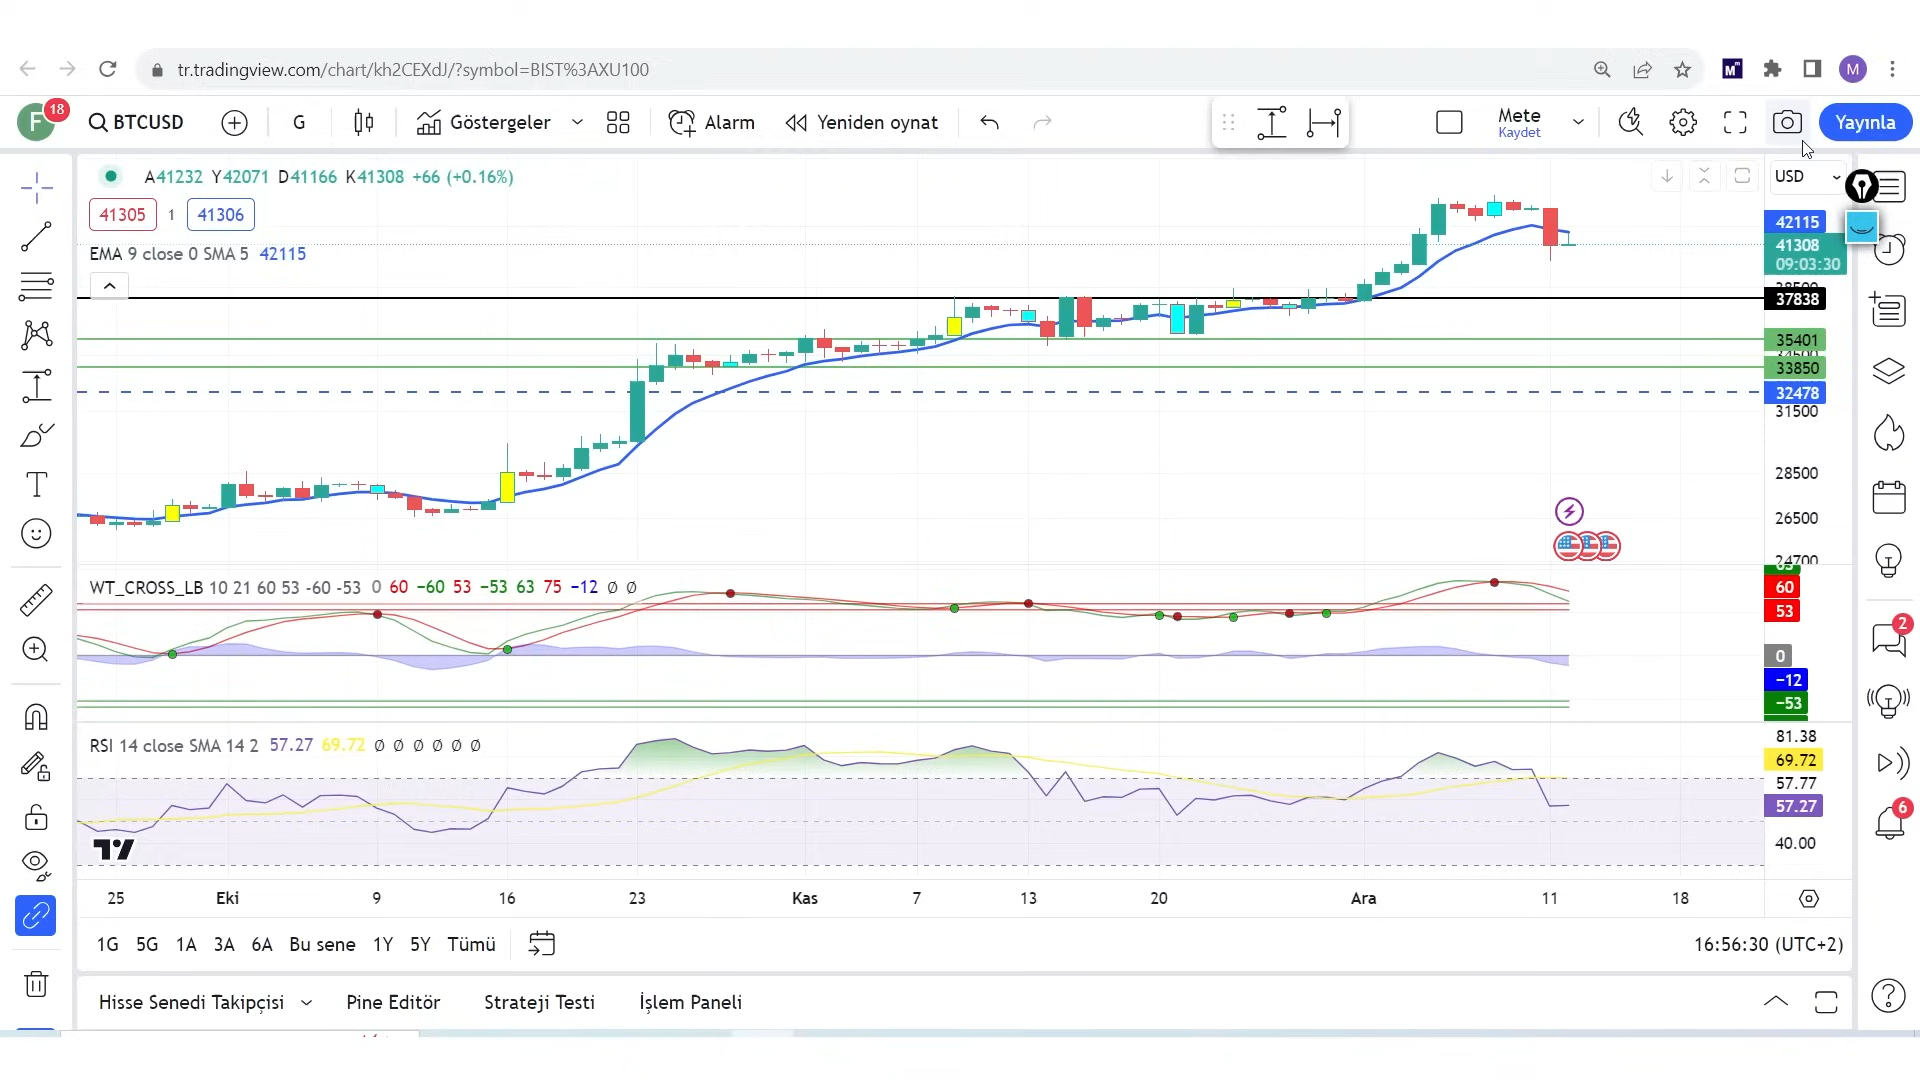 tr.tradingview.com/chart/kh2CEXdJ/?symbol=BIST%3AXU100
M
F 18 BTCUSD G Göstergeler Alarm Yeniden oynat Mete Yayınla
Kaydet
A41232 Y42071 D41166 K41308 +66 (+0.16%) USD
41305 1 41306 42115
41308
EMA 9 close 0 SMA 5 42115 09:03:30
37838
35401
33850
32478
31500
28500
26500
24700
WT_CROSS_LB 10 21 60 53 -60 -53 0 60 −60 53 −53 63 75 −12 ∅ ∅ 60
53
2
0
−12
−53
RSI 14 close SMA 14 2 57.27 69.72 ∅ ∅ ∅ ∅ ∅ ∅ 81.38
69.72
57.77
57.27
6
40.00
25 Eki 9 16 23 Kas 7 13 20 Ara 11 18
1G 5G 1A 3A 6A Bu sene 1Y 5Y Tümü 16:56:30 (UTC+2)
Hisse Senedi Takipçisi Pine Editör Strateji Testi İşlem Paneli